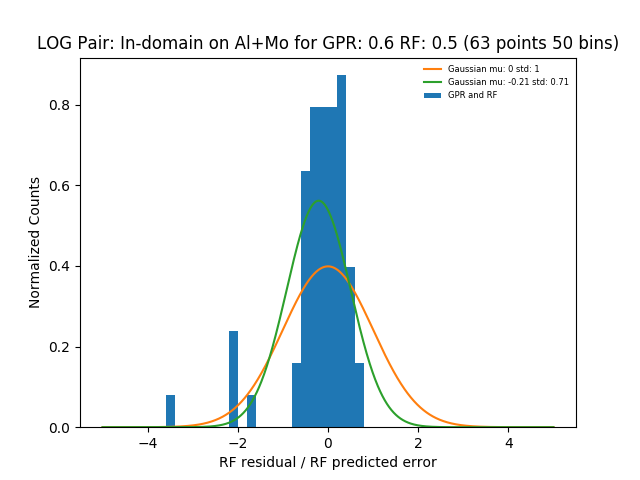 LOG Pair: In-domain on Al+Mo for GPR: 0.6 RF: 0.5 (63 points 50 bins)
Gaussian mu: 0 std: 1
Gaussian mu: -0.21 std: 0.71
GPR and RF
Normalized Counts
0.8
0.6
0.4
0.2
0.0
−4
−2
0
2
4
RF residual / RF predicted error